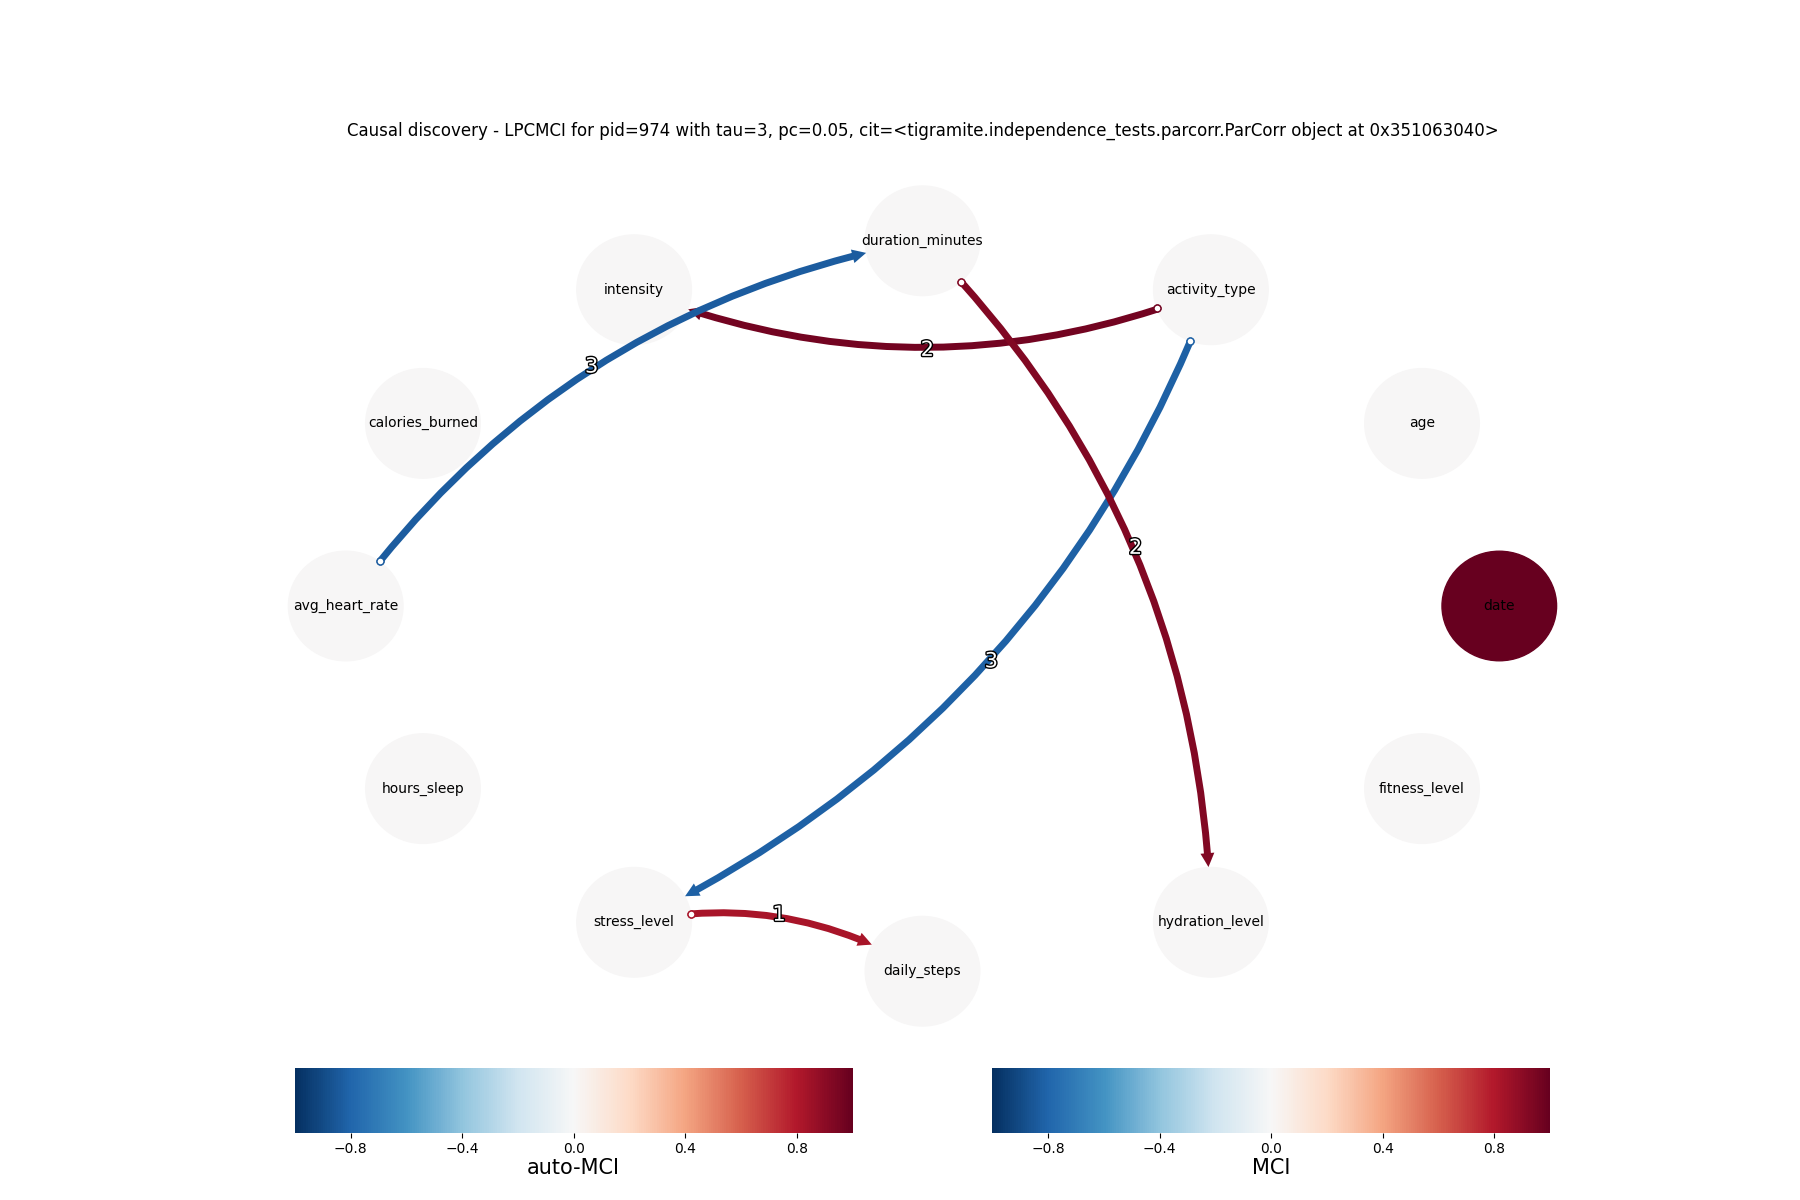 Causal discovery - LPCMCI for pid=974 with tau=3, pc=0.05, cit=<tigramite.independence_tests.parcorr.ParCorr object at 0x351063040>
duration_minutes
intensity
activity_type
2
3
calories_burned
age
2
avg_heart_rate
date
3
hours_sleep
fitness_level
1
stress_level
hydration_level
daily_steps
−0.8 −0.4 0.0 0.4 0.8
auto-MCI
−0.8 −0.4 0.0 0.4 0.8
MCI